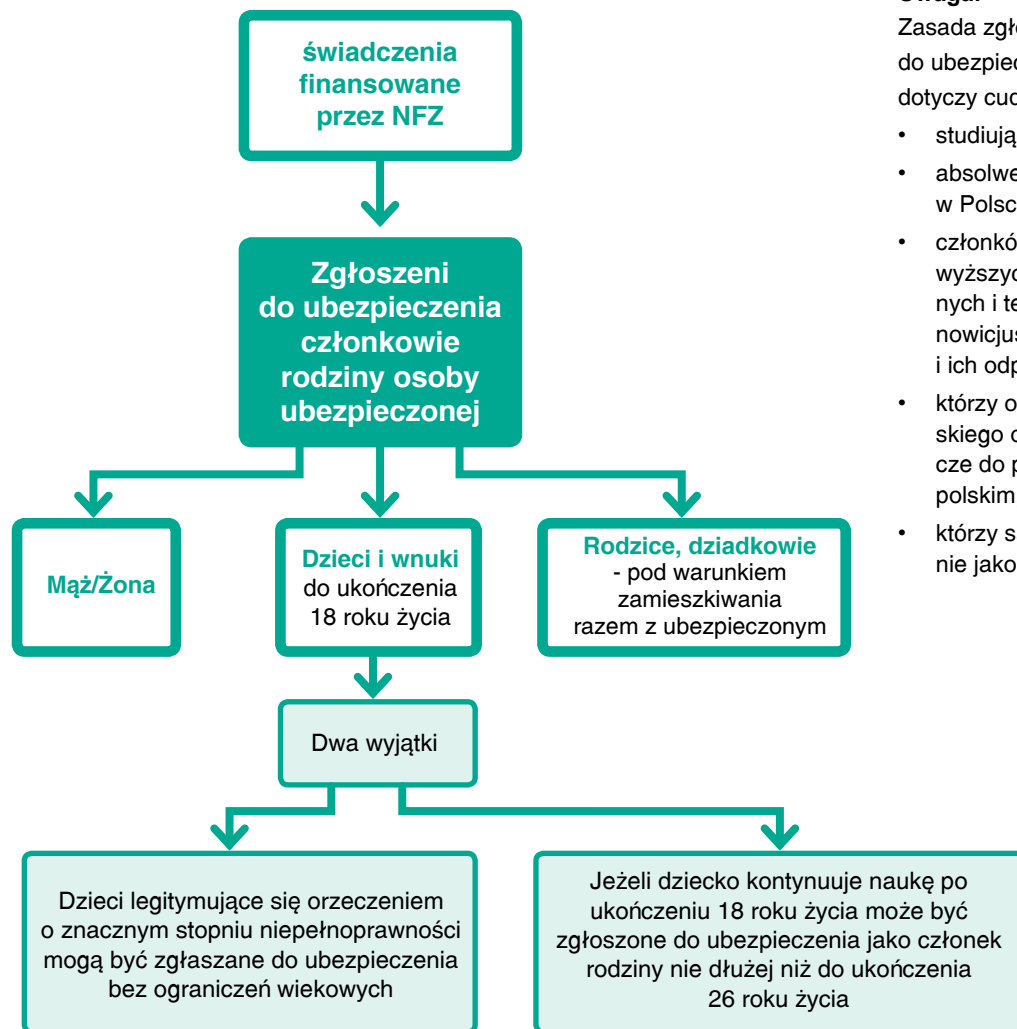 świadczenia
finansowane
przez NFZ
Zgłoszeni
do ubezpieczenia
członkowie
rodziny osoby
ubezpieczonej
Mąż/Żona
Dzieci i wnuki
do ukończenia
18 roku życia
Rodzice, dziadkowie
- pod warunkiem
zamieszkiwania
razem z ubezpieczonym
Dwa wyjątki
Dzieci legitymujące się orzeczeniem
o znacznym stopniu niepełnoprawności
mogą być zgłaszane do ubezpieczenia
bez ograniczeń wiekowych
Jeżeli dziecko kontynuuje naukę po
ukończeniu 18 roku życia może być
zgłoszone do ubezpieczenia jako członek
rodziny nie dłużej niż do ukończenia
26 roku życia
Zasada zgło
do ubezpiec
dotyczy cud
• studiują
• absolwe
w Polsc
• członkó
wyższyc
nych i te
nowicjus
i ich odp
• którzy o
skiego c
cze do p
polskim
• którzy s
nie jako